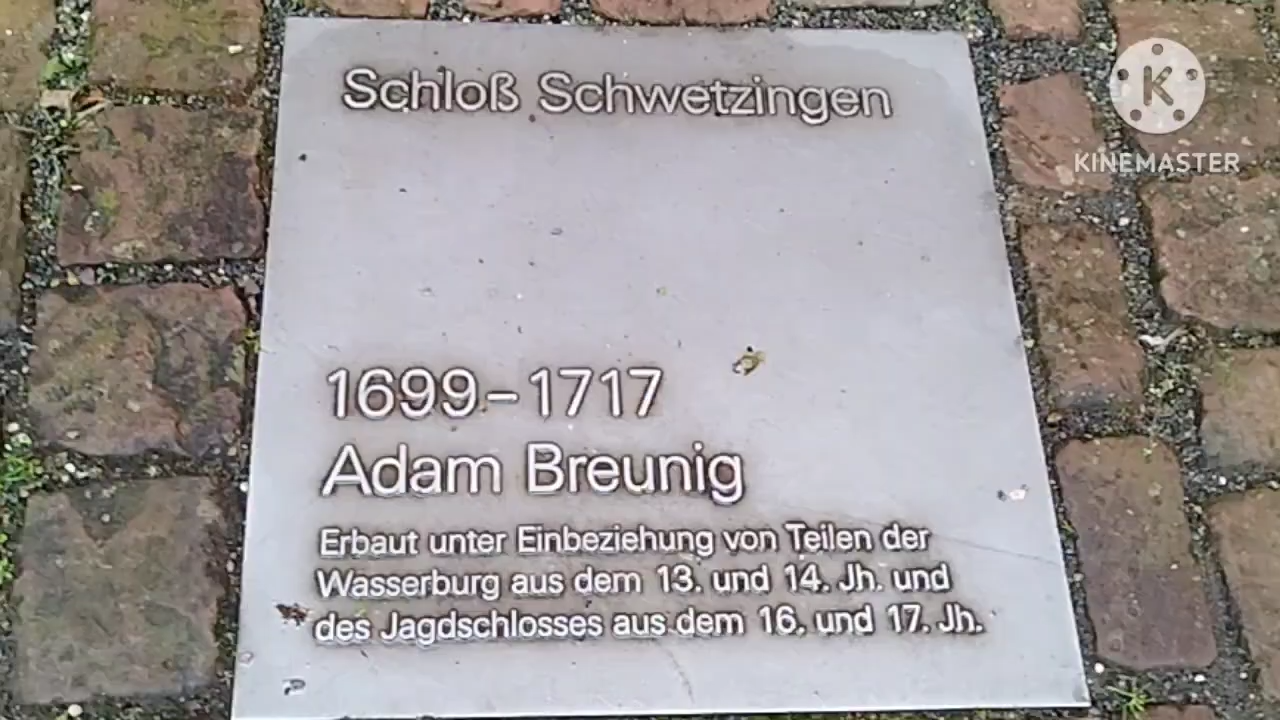 Schloß Schwetzingen
KINEMASTER
1699–1717
Adam Breunig
Erbaut unter Einbeziehung von Teilen der
Wasserburg aus dem 13. und 14. Jh. und
des Jagdschlosses aus dem 16. und 17. Jh.